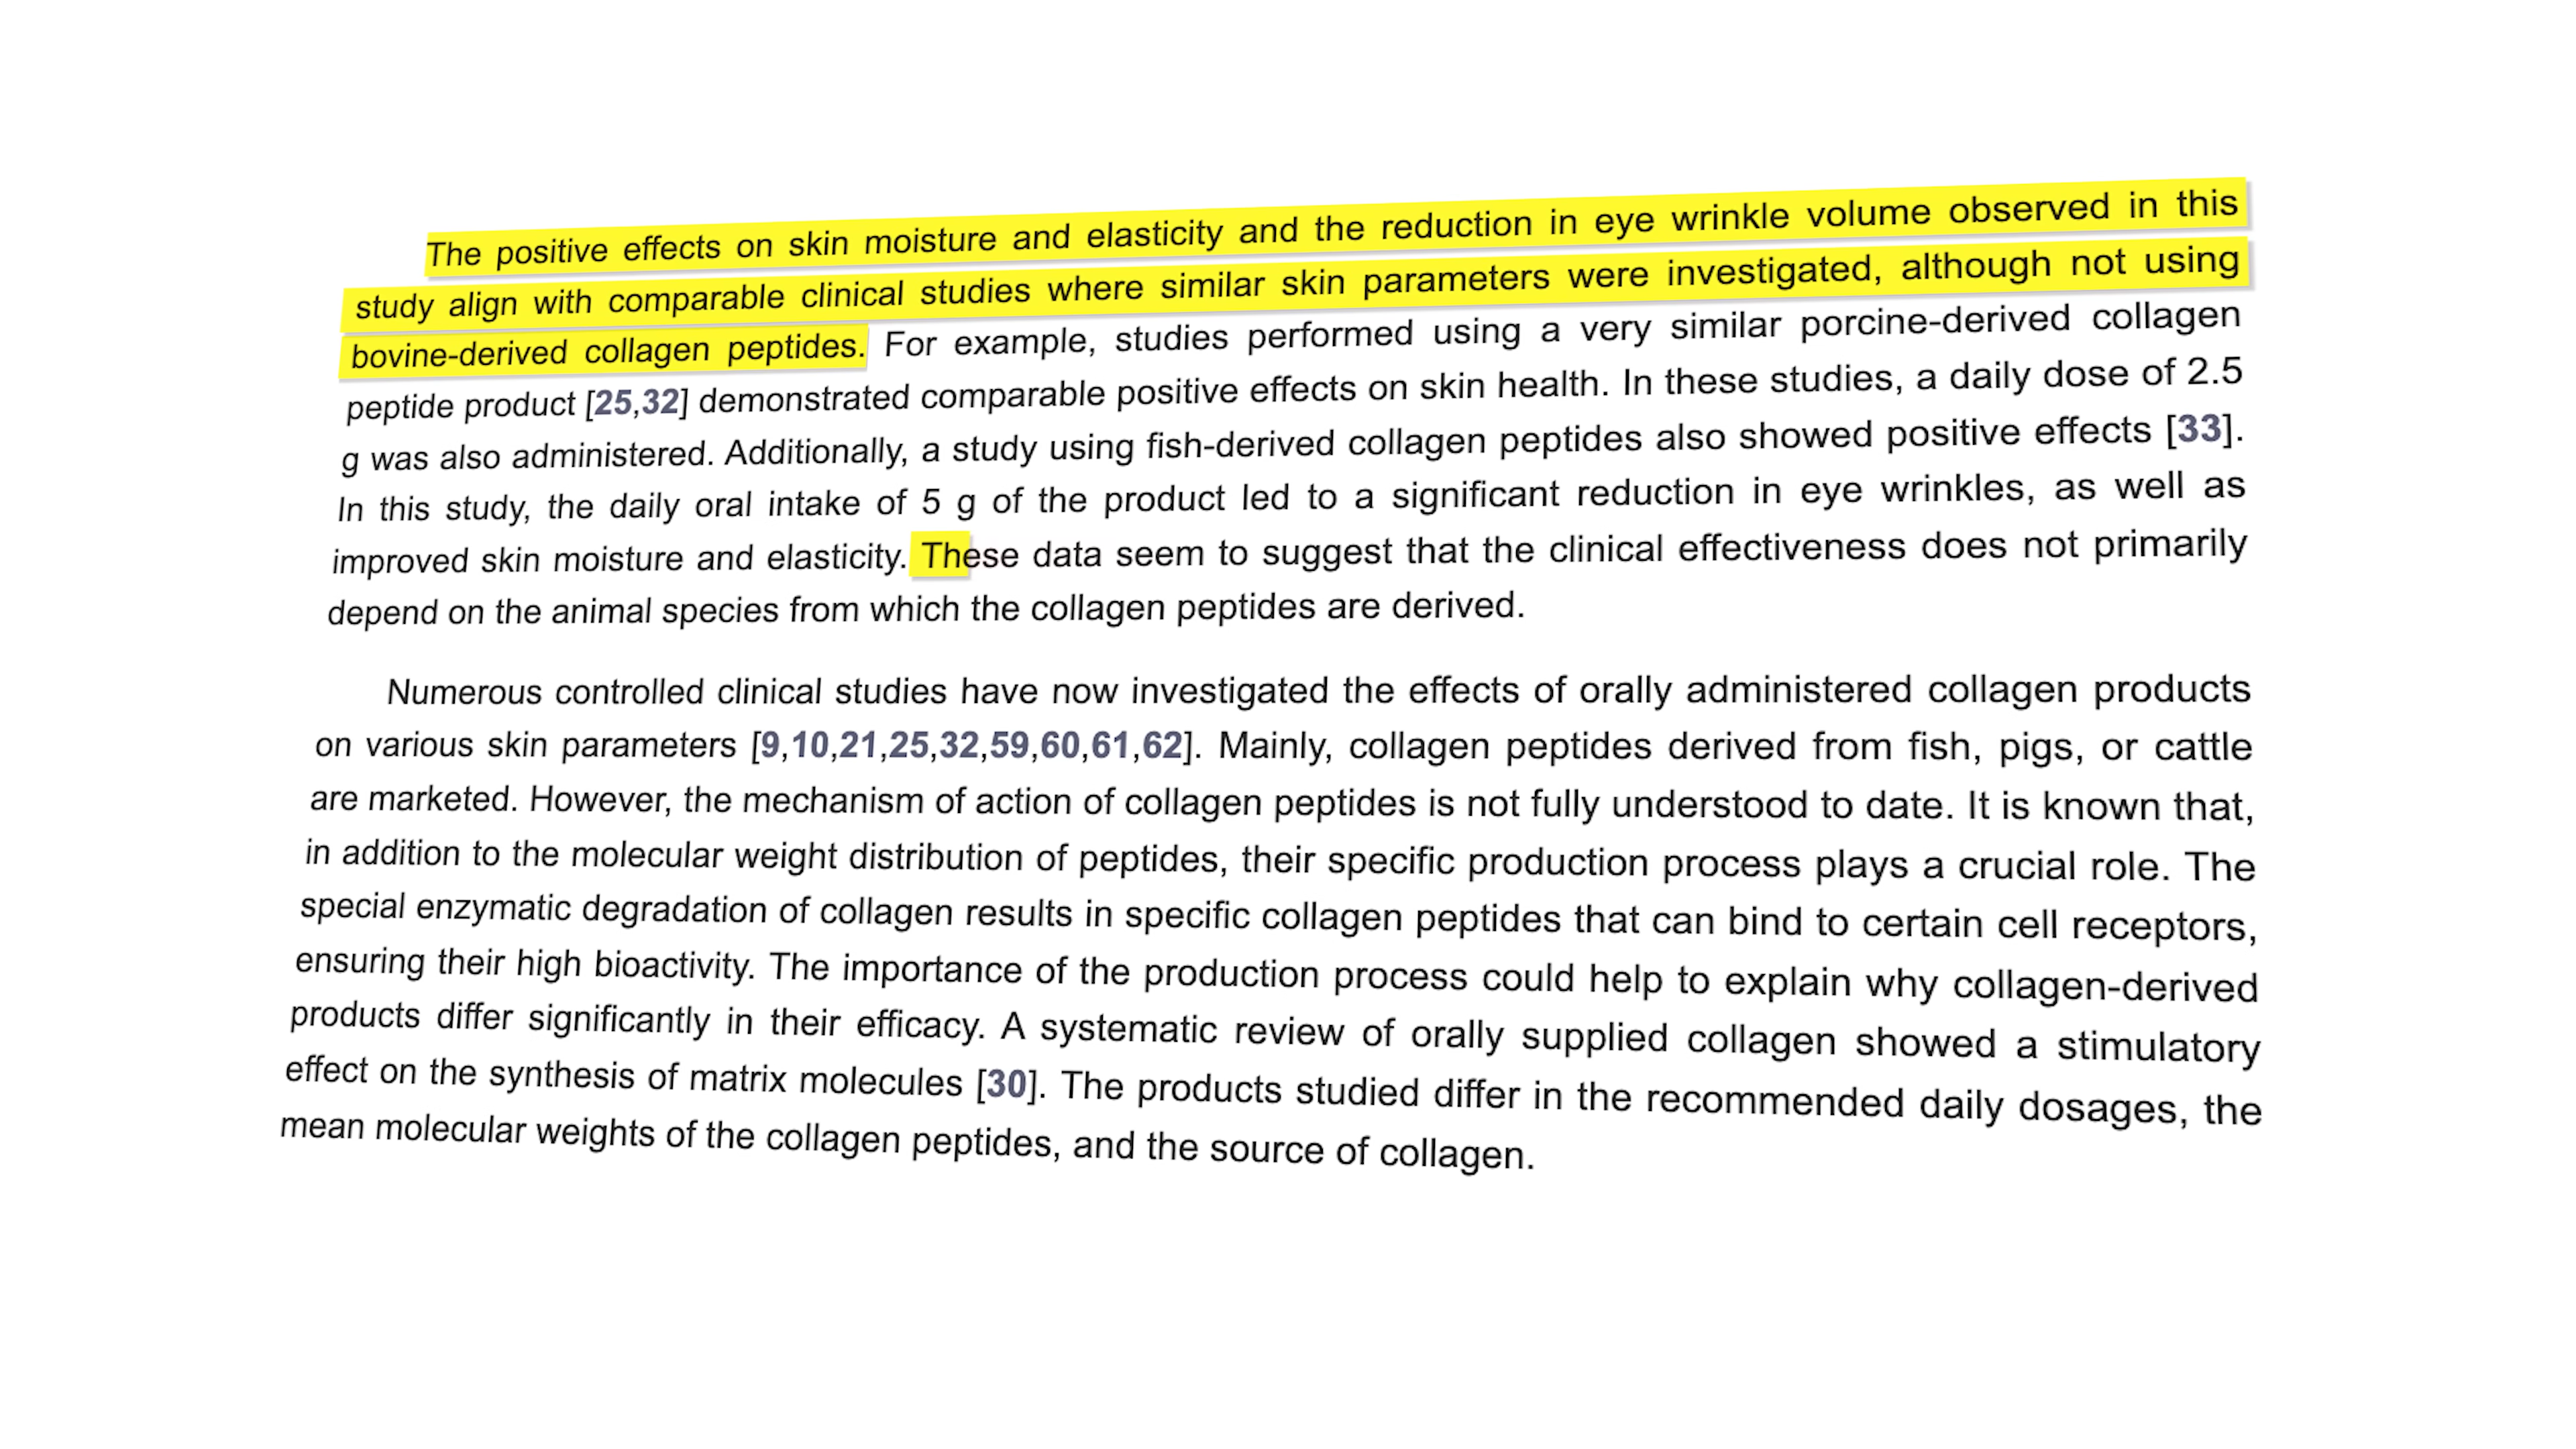 The positive effects on skin moisture and elasticity and the reduction in eye wrinkle volume observed in this
study align with comparable clinical studies where similar skin parameters were investigated, although not using
bovine-derived collagen peptides. For example, studies performed using a very similar porcine-derived collagen
peptide product [25,32] demonstrated comparable positive effects on skin health. In these studies, a daily dose of 2.5
g was also administered. Additionally, a study using fish-derived collagen peptides also showed positive effects [33].
In this study, the daily oral intake of 5 g of the product led to a significant reduction in eye wrinkles, as well as
improved skin moisture and elasticity. These data seem to suggest that the clinical effectiveness does not primarily
depend on the animal species from which the collagen peptides are derived.
Numerous controlled clinical studies have now investigated the effects of orally administered collagen products
on various skin parameters [9,10,21,25,32,59,60,61,62]. Mainly, collagen peptides derived from fish, pigs, or cattle
are marketed. However, the mechanism of action of collagen peptides is not fully understood to date. It is known that,
in addition to the molecular weight distribution of peptides, their specific production process plays a crucial role. The
special enzymatic degradation of collagen results in specific collagen peptides that can bind to certain cell receptors,
ensuring their high bioactivity. The importance of the production process could help to explain why collagen-derived
products differ significantly in their efficacy. A systematic review of orally supplied collagen showed a stimulatory
effect on the synthesis of matrix molecules [30]. The products studied differ in the recommended daily dosages, the
mean molecular weights of the collagen peptides, and the source of collagen.